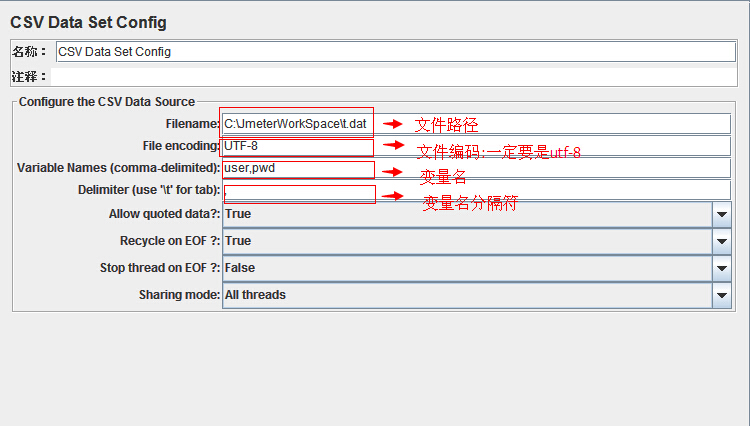 CSV Data Set Config
名称： CSV Data Set Config
注释：
Configure the CSV Data Source
Filename: C:\JmeterWorkSpace\t.dat 文件路径
File encoding: UTF-8 文件编码:一定要是utf-8
Variable Names (comma-delimited): user,pwd 变量名
Delimiter (use '\t' for tab): , 变量名分隔符
Allow quoted data?: True
Recycle on EOF ?: True
Stop thread on EOF ?: False
Sharing mode: All threads